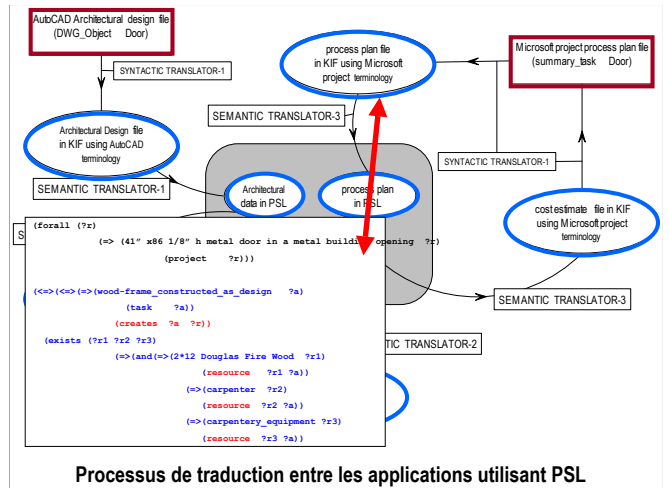 AutoCAD Architectural design file
(DWG_Object Door)
SYNTACTIC TRANSLATOR-1
Architectural Design file
in KIF using AutoCAD
terminology
SEMANTIC TRANSLATOR-1
process plan file
in KIF using Microsoft
project terminology
SEMANTIC TRANSLATOR-3
Microsoft project process plan file
(summary_task Door)
SYNTACTIC TRANSLATOR-1
Architectural
data in PSL
process plan
in PSL
cost estimate file in KIF
using Microsoft project
terminology
SEMANTIC TRANSLATOR-3
S
TIC TRANSLATOR-2
(forall (?r)
(=> (41" x86 1/8" h metal door in a metal building opening ?r)
(project ?r)))
(<=>(<=>(=>(wood-frame_constructed_as_design ?a)
(task ?a))
(creates ?a ?r))
(exists (?r1 ?r2 ?r3)
(=>(and(=>(2*12 Douglas Fire Wood ?r1)
(resource ?r1 ?a))
(=>(carpenter ?r2)
(resource ?r2 ?a))
(=>(carpentery_equipment ?r3)
(resource ?r3 ?a))
Processus de traduction entre les applications utilisant PSL